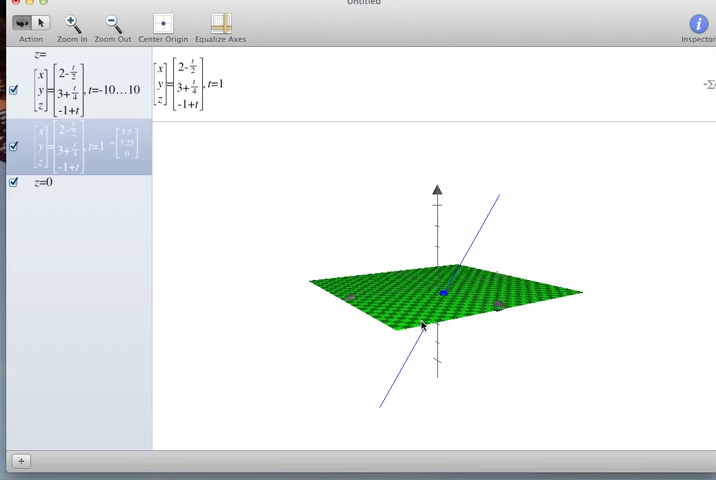 Untitled
Action
Zoom In
Zoom Out
Center Origin
Equalize Axes
Inspector
z=
[x y z] = [2-t/2 3+t/4 -1+t], t=-10...10
[x y z] = [2-t/2 3+t/4 -1+t], t=1 = [1.5 3.25 0]
z=0
[x y z] = [2-t/2 3+t/4 -1+t], t=1